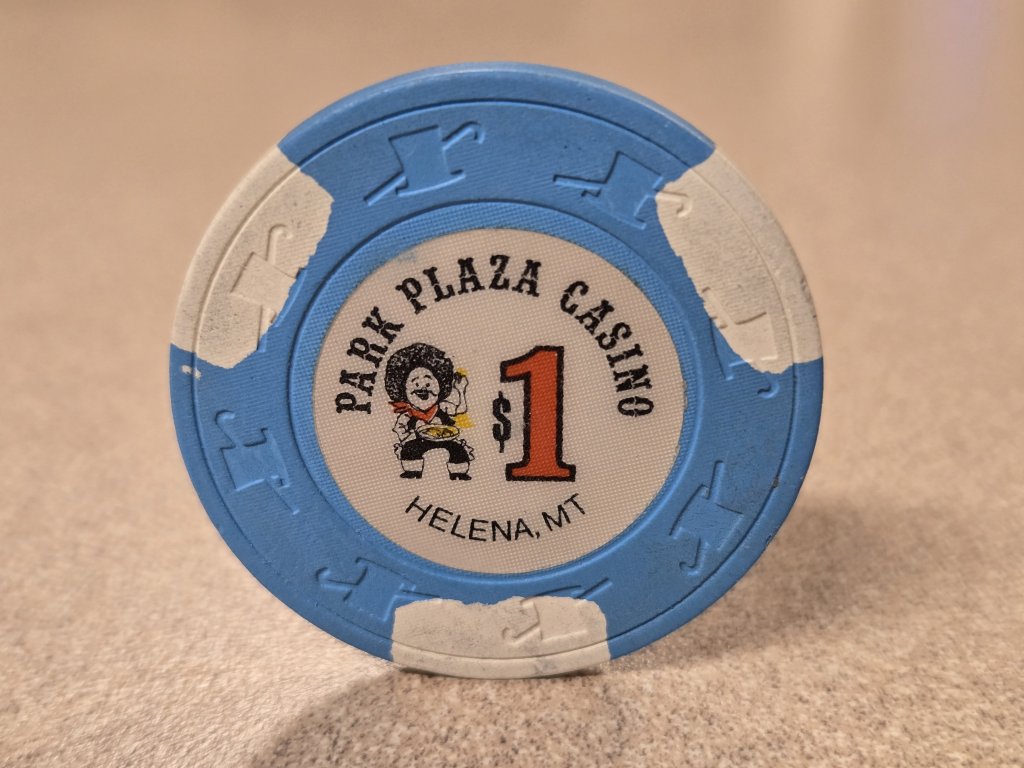 PARK PLAZA CASINO
$1
HELENA, MT